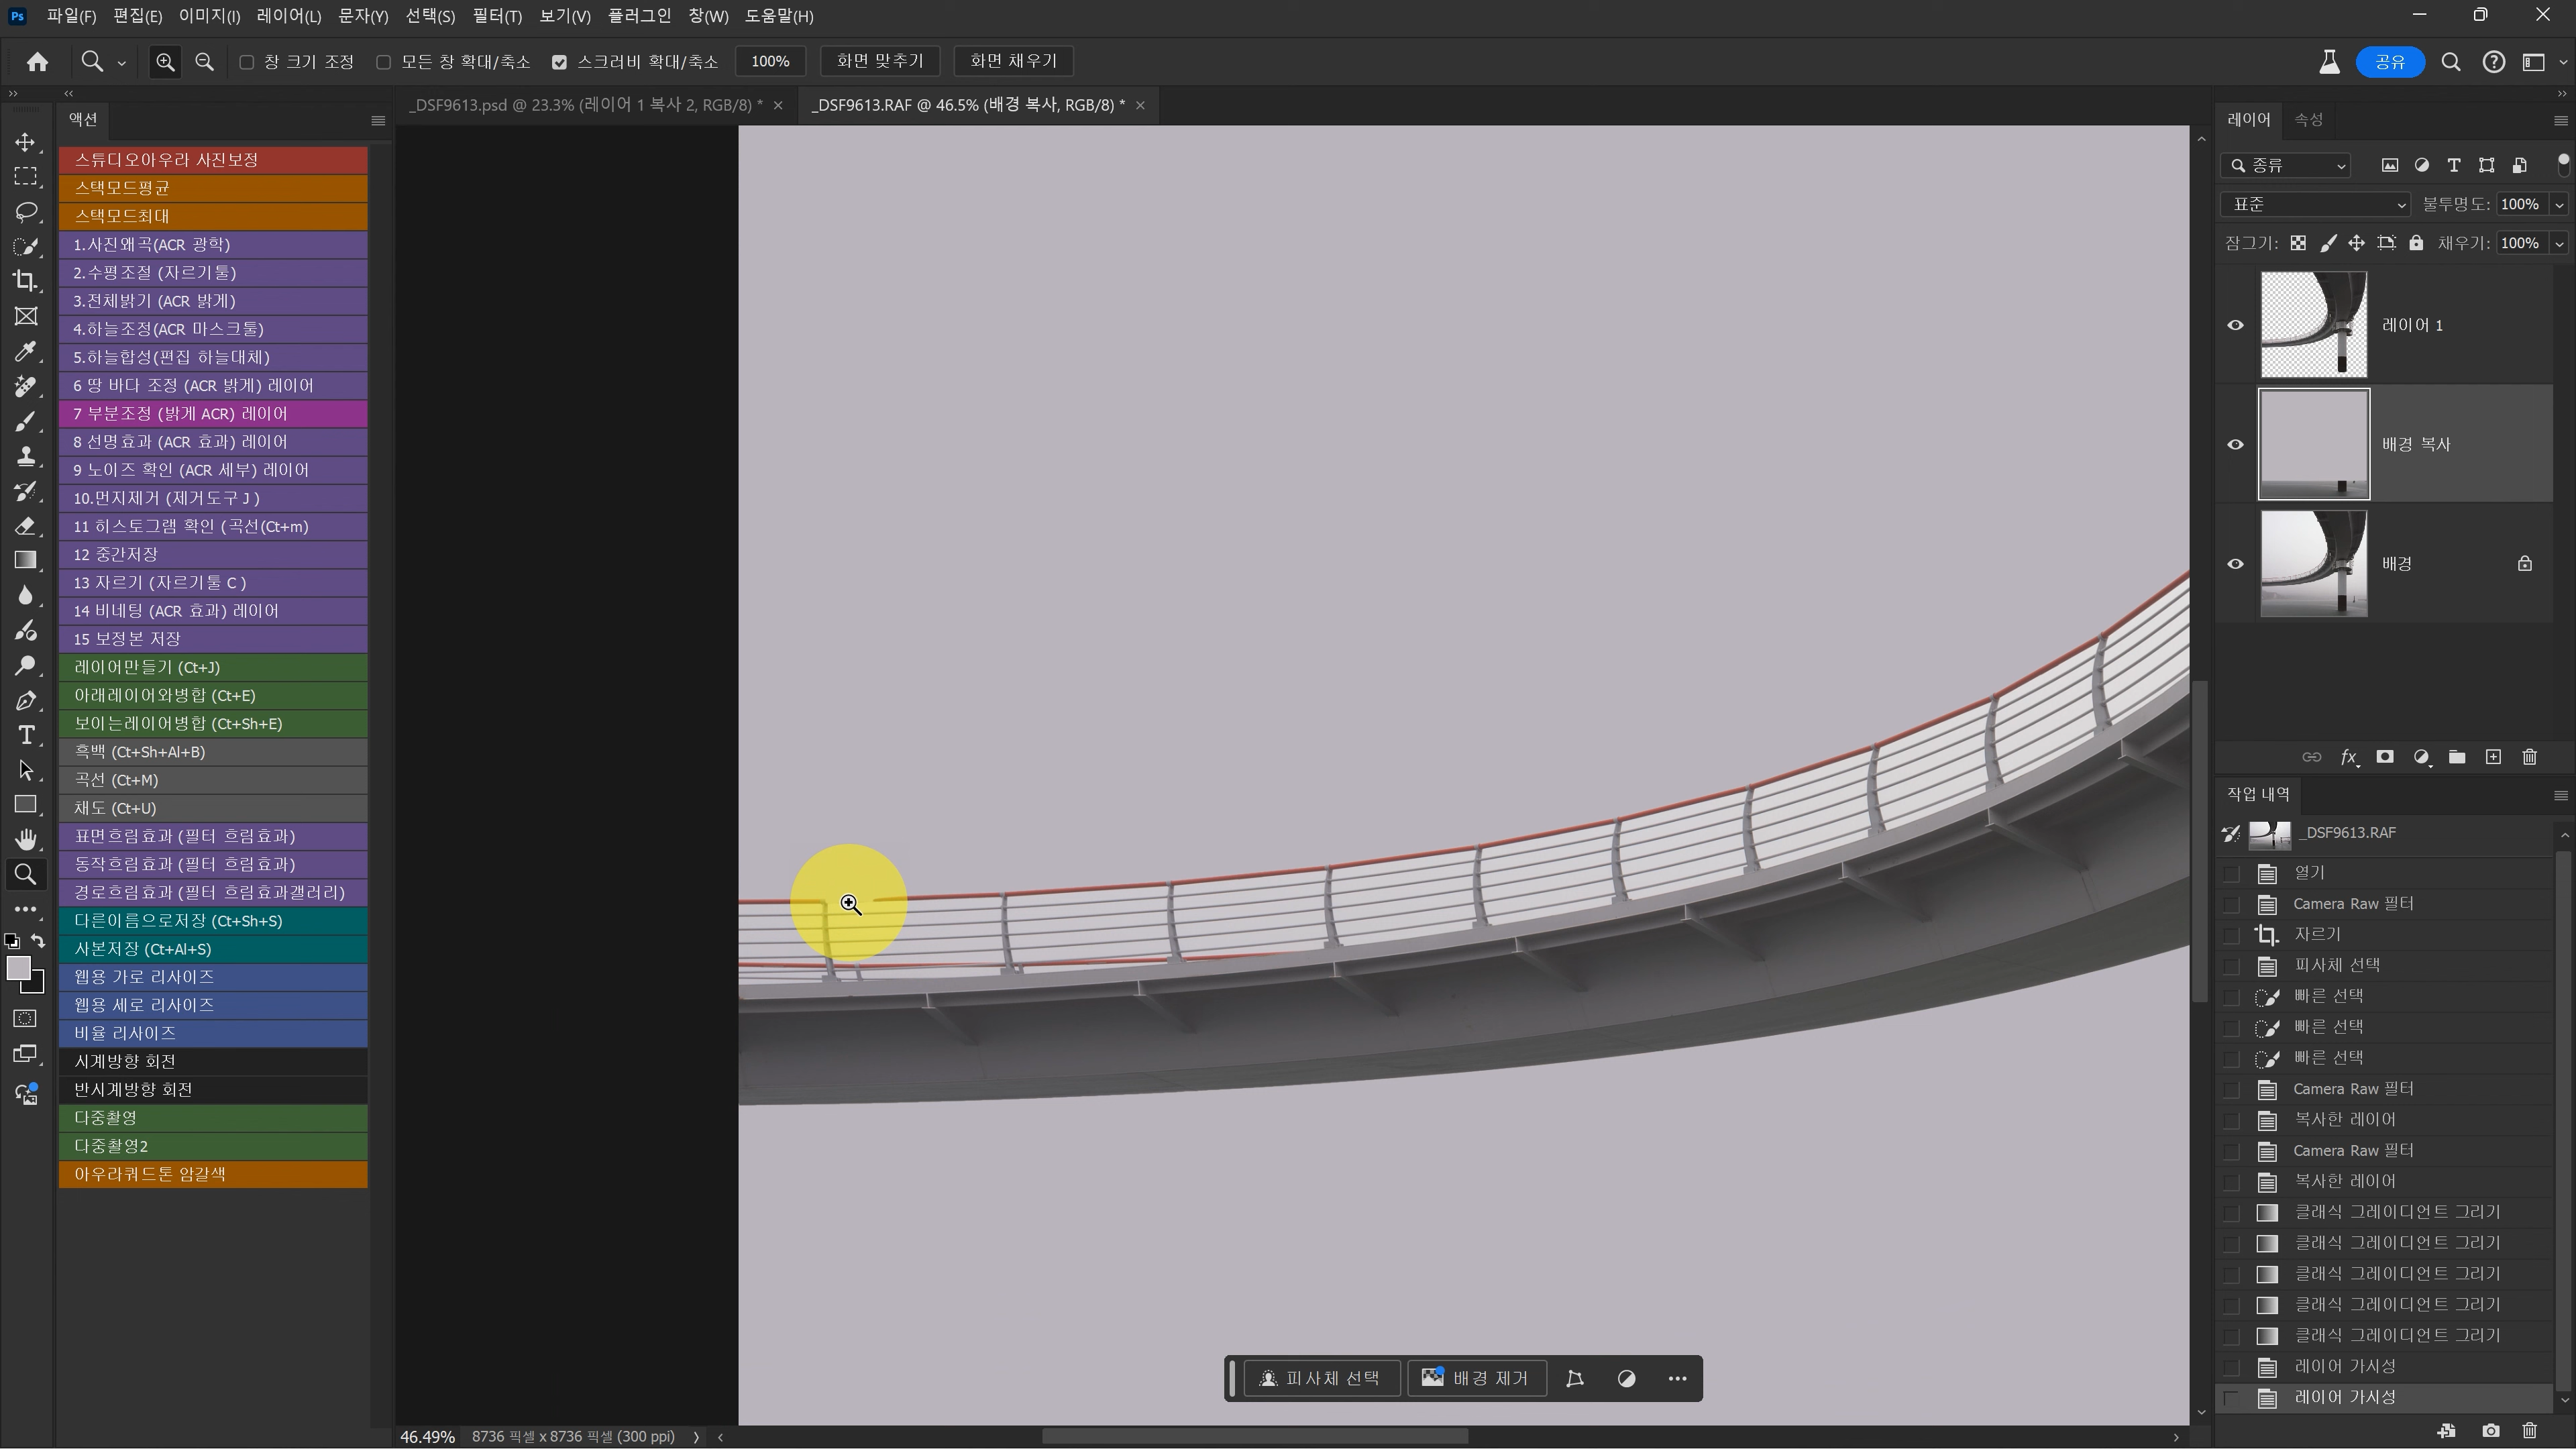 Ps 파일(F) 편집(E) 이미지(I) 레이어(L) 문자(Y) 선택(S) 필터(T) 보기(V) 플러그인 창(W) 도움말(H)
창 크기 조정 모든 창 확대/축소 스크러비 확대/축소 100% 화면 맞추기 화면 채우기 공유
_DSF9613.psd @ 23.3% (레이어 1 복사 2, RGB/8) * _DSF9613.RAF @ 46.5% (배경 복사, RGB/8) *
액션
스튜디오아우라 사진보정
스택모드평균
스택모드최대
1.사진왜곡(ACR 광학)
2.수평조절 (자르기툴)
3.전체밝기 (ACR 밝게)
4.하늘조정(ACR 마스크툴)
5.하늘합성(편집 하늘대체)
6 땅 바다 조정 (ACR 밝게) 레이어
7 부분조정 (밝게 ACR) 레이어
8 선명효과 (ACR 효과) 레이어
9 노이즈 확인 (ACR 세부) 레이어
10.먼지제거 (제거도구 J )
11 히스토그램 확인 (곡선(Ct+m)
12 중간저장
13 자르기 (자르기툴 C )
14 비네팅 (ACR 효과) 레이어
15 보정본 저장
레이어만들기 (Ct+J)
아래레이어와병합 (Ct+E)
보이는레이어병합 (Ct+Sh+E)
흑백 (Ct+Sh+Al+B)
곡선 (Ct+M)
채도 (Ct+U)
표면흐림효과 (필터 흐림효과)
동작흐림효과 (필터 흐림효과)
경로흐림효과 (필터 흐림효과갤러리)
다른이름으로저장 (Ct+Sh+S)
사본저장 (Ct+Al+S)
웹용 가로 리사이즈
웹용 세로 리사이즈
비율 리사이즈
시계방향 회전
반시계방향 회전
다중촬영
다중촬영2
아우라쿼드톤 암갈색
피사체 선택 배경 제거
46.49% 8736 픽셀 x 8736 픽셀 (300 ppi)
레이어 속성
종류
표준 불투명도: 100%
잠그기: 채우기: 100%
레이어 1
배경 복사
배경
작업 내역
_DSF9613.RAF
열기
Camera Raw 필터
자르기
피사체 선택
빠른 선택
빠른 선택
빠른 선택
Camera Raw 필터
복사한 레이어
Camera Raw 필터
복사한 레이어
클래식 그레이디언트 그리기
클래식 그레이디언트 그리기
클래식 그레이디언트 그리기
클래식 그레이디언트 그리기
클래식 그레이디언트 그리기
레이어 가시성
레이어 가시성